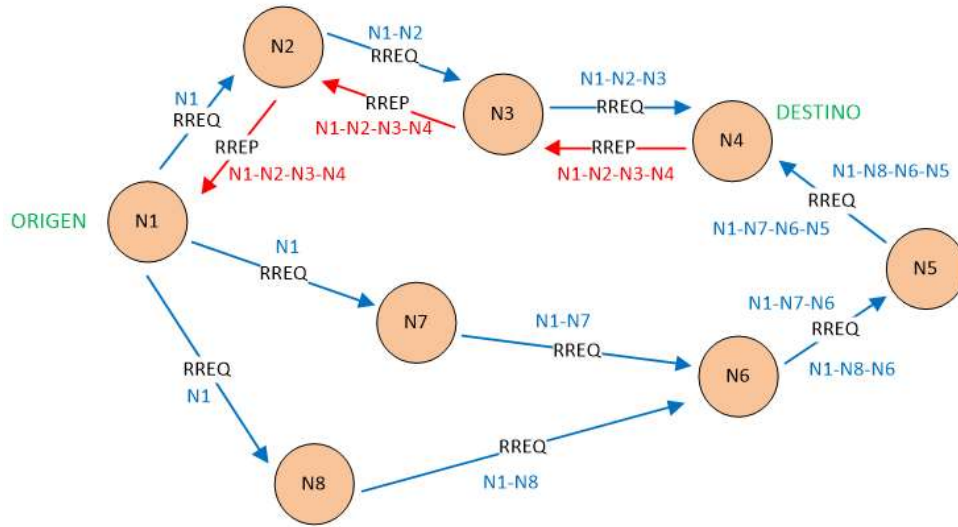 N2
N1-N2
RREQ
N1
RREQ
RREP
N1-N2-N3-N4
RREP
N1-N2-N3-N4
N3
N1-N2-N3
RREQ
RREP
N1-N2-N3-N4
DESTINO
N4
N1-N8-N6-N5
RREQ
N1-N7-N6-N5
ORIGEN
N1
N1
RREQ
N5
N7
N1-N7
RREQ
N1-N7-N6
RREQ
N1-N8-N6
RREQ
N1
N6
RREQ
N1-N8
N8